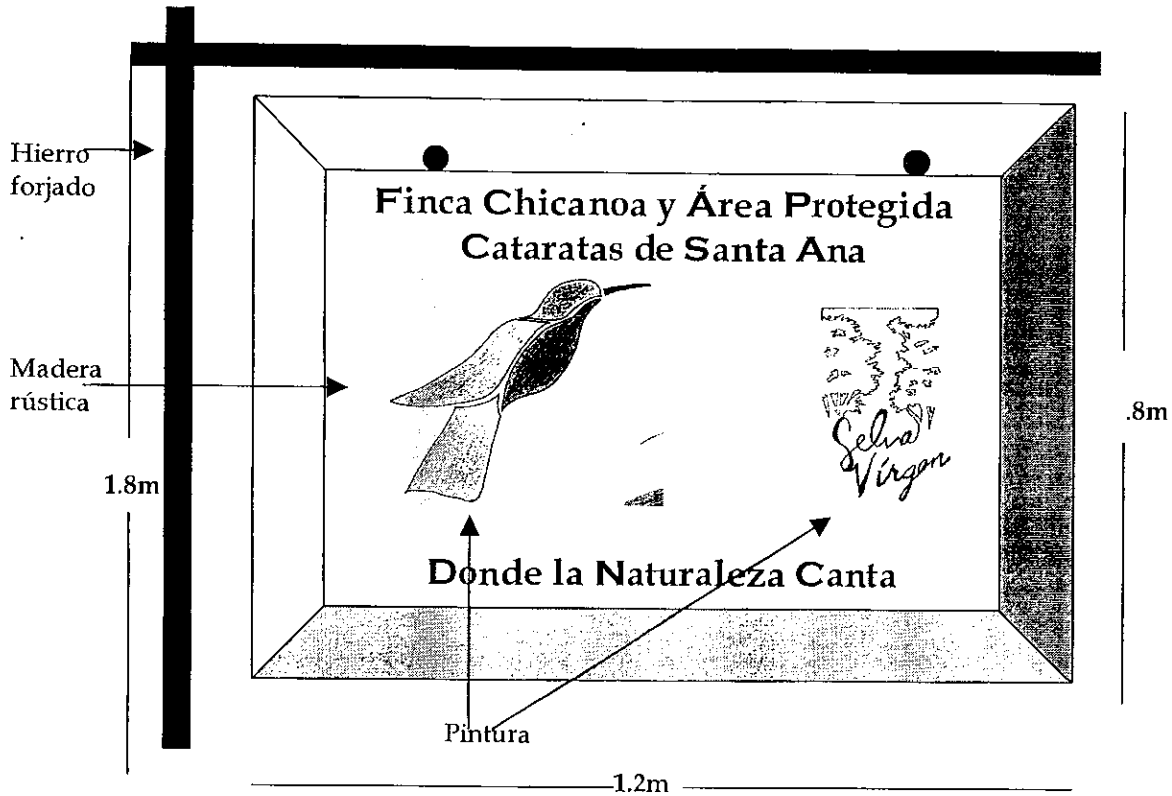 Hierro
forjado
Finca Chicanoa y Área Protegida
Cataratas de Santa Ana
Madera
rústica
.8m
Selva
Vírgen
1.8m
Donde la Naturaleza Canta
Pintura
1.2m